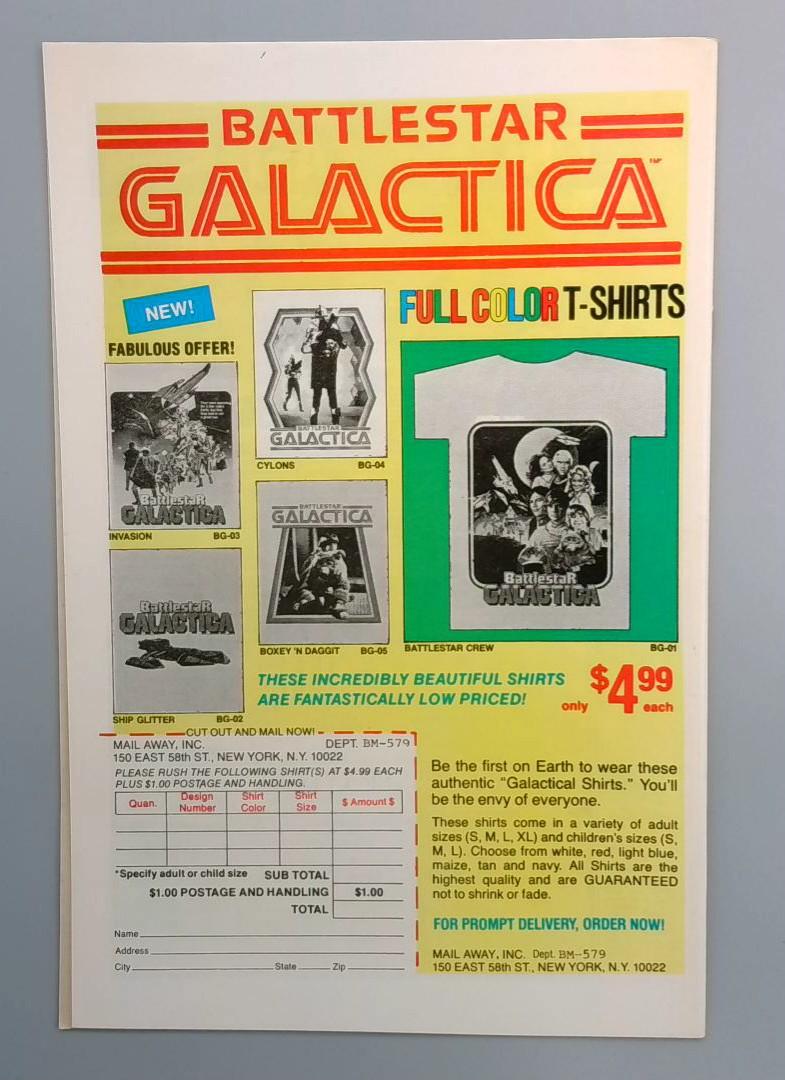 BATTLESTAR
GALACTICA™
NEW!
FABULOUS OFFER!
FULL COLOR T-SHIRTS
BATTLESTAR
GALACTICA
CYLONS BG-04
BattlestaR
GALACTICA
INVASION BG-03
BATTLESTAR
GALACTICA
BOXEY 'N DAGGIT BG-05
BattlestaR
GALACTICA
BATTLESTAR CREW BG-01
BattlestaR
GALACTICA
SHIP GLITTER BG-02
THESE INCREDIBLY BEAUTIFUL SHIRTS
ARE FANTASTICALLY LOW PRICED!
only $4.99 each
CUT OUT AND MAIL NOW!
MAIL AWAY, INC. DEPT. BM-579
150 EAST 58th ST., NEW YORK, N.Y. 10022
PLEASE RUSH THE FOLLOWING SHIRT(S) AT $4.99 EACH
PLUS $1.00 POSTAGE AND HANDLING.
Quan. Design Number Shirt Color Shirt Size $ Amount $
*Specify adult or child size SUB TOTAL
$1.00 POSTAGE AND HANDLING $1.00
TOTAL
Name
Address
City State Zip
Be the first on Earth to wear these
authentic "Galactical Shirts." You'll
be the envy of everyone.
These shirts come in a variety of adult
sizes (S, M, L, XL) and children's sizes (S,
M, L). Choose from white, red, light blue,
maize, tan and navy. All Shirts are the
highest quality and are GUARANTEED
not to shrink or fade.
FOR PROMPT DELIVERY, ORDER NOW!
MAIL AWAY, INC. Dept. BM-579
150 EAST 58th ST., NEW YORK, N.Y. 10022